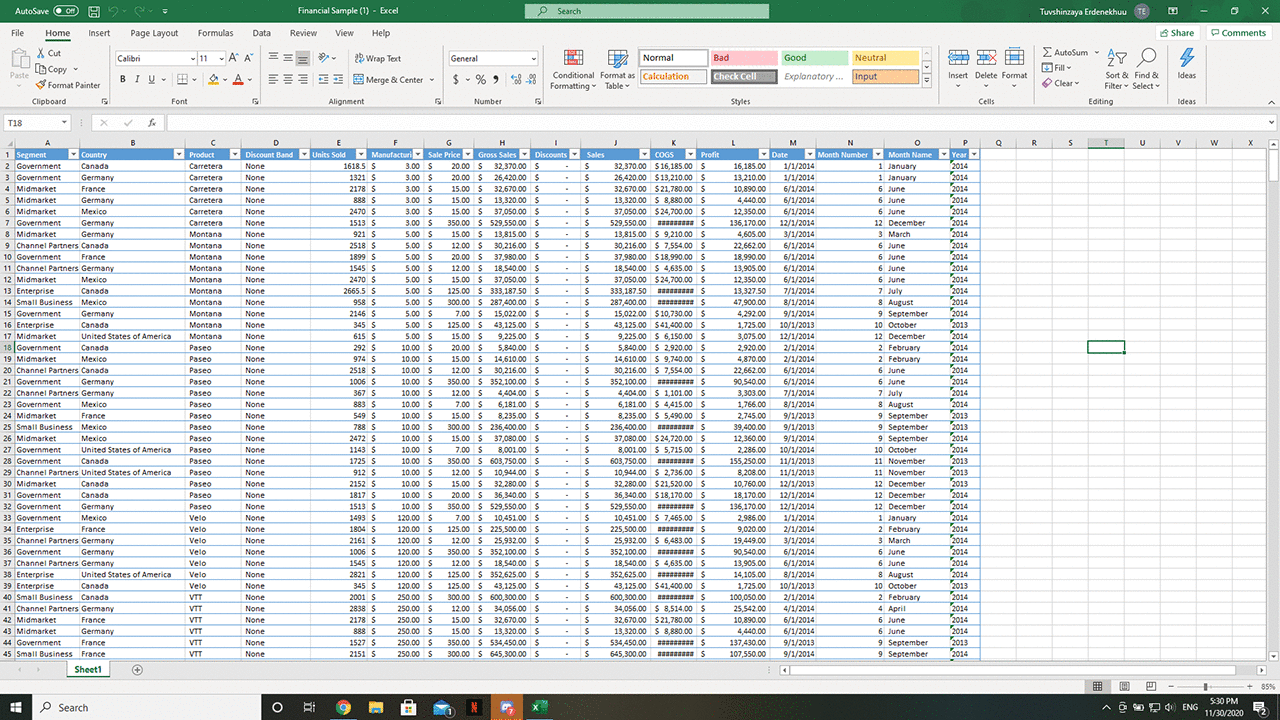 AutoSave Off Financial Sample (1) - Excel Search Tuvshinzaya Erdenekhuu TE
File Home Insert Page Layout Formulas Data Review View Help Share Comments
Paste Cut Copy Format Painter Clipboard
Calibri 11 B I U Font
Wrap Text Merge & Center Alignment
General $ % Number
Conditional Formatting Format as Table Normal Bad Good Neutral Calculation Check Cell Explanatory ... Input Styles
Insert Delete Format Cells
AutoSum Fill Clear Sort & Filter Find & Select Editing
Ideas Ideas
T18 fx
A B C D E F G H I J K L M N O P Q R S T U V W X
1 Segment Country Product Discount Band Units Sold Manufacturi Sale Price Gross Sales Discounts Sales COGS Profit Date Month Number Month Name Year
2 Government Canada Carretera None 1618.5 $ 3.00 $ 20.00 $ 32,370.00 $ - $ 32,370.00 $ 16,185.00 $ 16,185.00 1/1/2014 1 January 2014
3 Government Germany Carretera None 1321 $ 3.00 $ 20.00 $ 26,420.00 $ - $ 26,420.00 $ 13,210.00 $ 13,210.00 1/1/2014 1 January 2014
4 Midmarket France Carretera None 2178 $ 3.00 $ 15.00 $ 32,670.00 $ - $ 32,670.00 $ 21,780.00 $ 10,890.00 6/1/2014 6 June 2014
5 Midmarket Germany Carretera None 888 $ 3.00 $ 15.00 $ 13,320.00 $ - $ 13,320.00 $ 8,880.00 $ 4,440.00 6/1/2014 6 June 2014
6 Midmarket Mexico Carretera None 2470 $ 3.00 $ 15.00 $ 37,050.00 $ - $ 37,050.00 $ 24,700.00 $ 12,350.00 6/1/2014 6 June 2014
7 Government Germany Carretera None 1513 $ 3.00 $ 350.00 $ 529,550.00 $ - $ 529,550.00 ######### $ 136,170.00 12/1/2014 12 December 2014
8 Midmarket Germany Montana None 921 $ 5.00 $ 15.00 $ 13,815.00 $ - $ 13,815.00 $ 9,210.00 $ 4,605.00 3/1/2014 3 March 2014
9 Channel Partners Canada Montana None 2518 $ 5.00 $ 12.00 $ 30,216.00 $ - $ 30,216.00 $ 7,554.00 $ 22,662.00 6/1/2014 6 June 2014
10 Government France Montana None 1899 $ 5.00 $ 20.00 $ 37,980.00 $ - $ 37,980.00 $ 18,990.00 $ 18,990.00 6/1/2014 6 June 2014
11 Channel Partners Germany Montana None 1545 $ 5.00 $ 12.00 $ 18,540.00 $ - $ 18,540.00 $ 4,635.00 $ 13,905.00 6/1/2014 6 June 2014
12 Midmarket Mexico Montana None 2470 $ 5.00 $ 15.00 $ 37,050.00 $ - $ 37,050.00 $ 24,700.00 $ 12,350.00 6/1/2014 6 June 2014
13 Enterprise Canada Montana None 2665.5 $ 5.00 $ 125.00 $ 333,187.50 $ - $ 333,187.50 ######### $ 13,327.50 7/1/2014 7 July 2014
14 Small Business Mexico Montana None 958 $ 5.00 $ 300.00 $ 287,400.00 $ - $ 287,400.00 ######### $ 47,900.00 8/1/2014 8 August 2014
15 Government Germany Montana None 2146 $ 5.00 $ 7.00 $ 15,022.00 $ - $ 15,022.00 $ 10,730.00 $ 4,292.00 9/1/2014 9 September 2014
16 Enterprise Canada Montana None 345 $ 5.00 $ 125.00 $ 43,125.00 $ - $ 43,125.00 $ 41,400.00 $ 1,725.00 10/1/2013 10 October 2013
17 Midmarket United States of America Montana None 615 $ 5.00 $ 15.00 $ 9,225.00 $ - $ 9,225.00 $ 6,150.00 $ 3,075.00 12/1/2014 12 December 2014
18 Government Canada Paseo None 292 $ 10.00 $ 20.00 $ 5,840.00 $ - $ 5,840.00 $ 2,920.00 $ 2,920.00 2/1/2014 2 February 2014
19 Midmarket Mexico Paseo None 974 $ 10.00 $ 15.00 $ 14,610.00 $ - $ 14,610.00 $ 9,740.00 $ 4,870.00 2/1/2014 2 February 2014
20 Channel Partners Canada Paseo None 2518 $ 10.00 $ 12.00 $ 30,216.00 $ - $ 30,216.00 $ 7,554.00 $ 22,662.00 6/1/2014 6 June 2014
21 Government Germany Paseo None 1006 $ 10.00 $ 350.00 $ 352,100.00 $ - $ 352,100.00 ######### $ 90,540.00 6/1/2014 6 June 2014
22 Channel Partners Germany Paseo None 367 $ 10.00 $ 12.00 $ 4,404.00 $ - $ 4,404.00 $ 1,101.00 $ 3,303.00 7/1/2014 7 July 2014
23 Government Mexico Paseo None 883 $ 10.00 $ 7.00 $ 6,181.00 $ - $ 6,181.00 $ 4,415.00 $ 1,766.00 8/1/2014 8 August 2014
24 Midmarket France Paseo None 549 $ 10.00 $ 15.00 $ 8,235.00 $ - $ 8,235.00 $ 5,490.00 $ 2,745.00 9/1/2013 9 September 2013
25 Small Business Mexico Paseo None 788 $ 10.00 $ 300.00 $ 236,400.00 $ - $ 236,400.00 ######### $ 39,400.00 9/1/2013 9 September 2013
26 Midmarket Mexico Paseo None 2472 $ 10.00 $ 15.00 $ 37,080.00 $ - $ 37,080.00 $ 24,720.00 $ 12,360.00 9/1/2014 9 September 2014
27 Government United States of America Paseo None 1143 $ 10.00 $ 7.00 $ 8,001.00 $ - $ 8,001.00 $ 5,715.00 $ 2,286.00 10/1/2014 10 October 2014
28 Government Canada Paseo None 1725 $ 10.00 $ 350.00 $ 603,750.00 $ - $ 603,750.00 ######### $ 155,250.00 11/1/2013 11 November 2013
29 Channel Partners United States of America Paseo None 912 $ 10.00 $ 12.00 $ 10,944.00 $ - $ 10,944.00 $ 2,736.00 $ 8,208.00 11/1/2013 11 November 2013
30 Midmarket Canada Paseo None 2152 $ 10.00 $ 15.00 $ 32,280.00 $ - $ 32,280.00 $ 21,520.00 $ 10,760.00 12/1/2013 12 December 2013
31 Government Canada Paseo None 1817 $ 10.00 $ 20.00 $ 36,340.00 $ - $ 36,340.00 $ 18,170.00 $ 18,170.00 12/1/2014 12 December 2014
32 Government Germany Paseo None 1513 $ 10.00 $ 350.00 $ 529,550.00 $ - $ 529,550.00 ######### $ 136,170.00 12/1/2014 12 December 2014
33 Government Mexico Velo None 1493 $ 120.00 $ 7.00 $ 10,451.00 $ - $ 10,451.00 $ 7,465.00 $ 2,986.00 1/1/2014 1 January 2014
34 Enterprise France Velo None 1804 $ 120.00 $ 125.00 $ 225,500.00 $ - $ 225,500.00 ######### $ 9,020.00 2/1/2014 2 February 2014
35 Channel Partners Germany Velo None 2161 $ 120.00 $ 12.00 $ 25,932.00 $ - $ 25,932.00 $ 6,483.00 $ 19,449.00 3/1/2014 3 March 2014
36 Government Germany Velo None 1006 $ 120.00 $ 350.00 $ 352,100.00 $ - $ 352,100.00 ######### $ 90,540.00 6/1/2014 6 June 2014
37 Channel Partners Germany Velo None 1545 $ 120.00 $ 12.00 $ 18,540.00 $ - $ 18,540.00 $ 4,635.00 $ 13,905.00 6/1/2014 6 June 2014
38 Enterprise United States of America Velo None 2821 $ 120.00 $ 125.00 $ 352,625.00 $ - $ 352,625.00 ######### $ 14,105.00 8/1/2014 8 August 2014
39 Enterprise Canada Velo None 345 $ 120.00 $ 125.00 $ 43,125.00 $ - $ 43,125.00 $ 41,400.00 $ 1,725.00 10/1/2013 10 October 2013
40 Small Business Canada VTT None 2001 $ 250.00 $ 300.00 $ 600,300.00 $ - $ 600,300.00 ######### $ 100,050.00 2/1/2014 2 February 2014
41 Channel Partners Germany VTT None 2838 $ 250.00 $ 12.00 $ 34,056.00 $ - $ 34,056.00 $ 8,514.00 $ 25,542.00 4/1/2014 4 April 2014
42 Midmarket France VTT None 2178 $ 250.00 $ 15.00 $ 32,670.00 $ - $ 32,670.00 $ 21,780.00 $ 10,890.00 6/1/2014 6 June 2014
43 Midmarket Germany VTT None 888 $ 250.00 $ 15.00 $ 13,320.00 $ - $ 13,320.00 $ 8,880.00 $ 4,440.00 6/1/2014 6 June 2014
44 Government France VTT None 1527 $ 250.00 $ 350.00 $ 534,450.00 $ - $ 534,450.00 ######### $ 137,430.00 9/1/2013 9 September 2013
45 Small Business France VTT None 2151 $ 250.00 $ 300.00 $ 645,300.00 $ - $ 645,300.00 ######### $ 107,550.00 9/1/2014 9 September 2014
Sheet1
85%
Search ENG 5:30 PM
11/30/2020 2